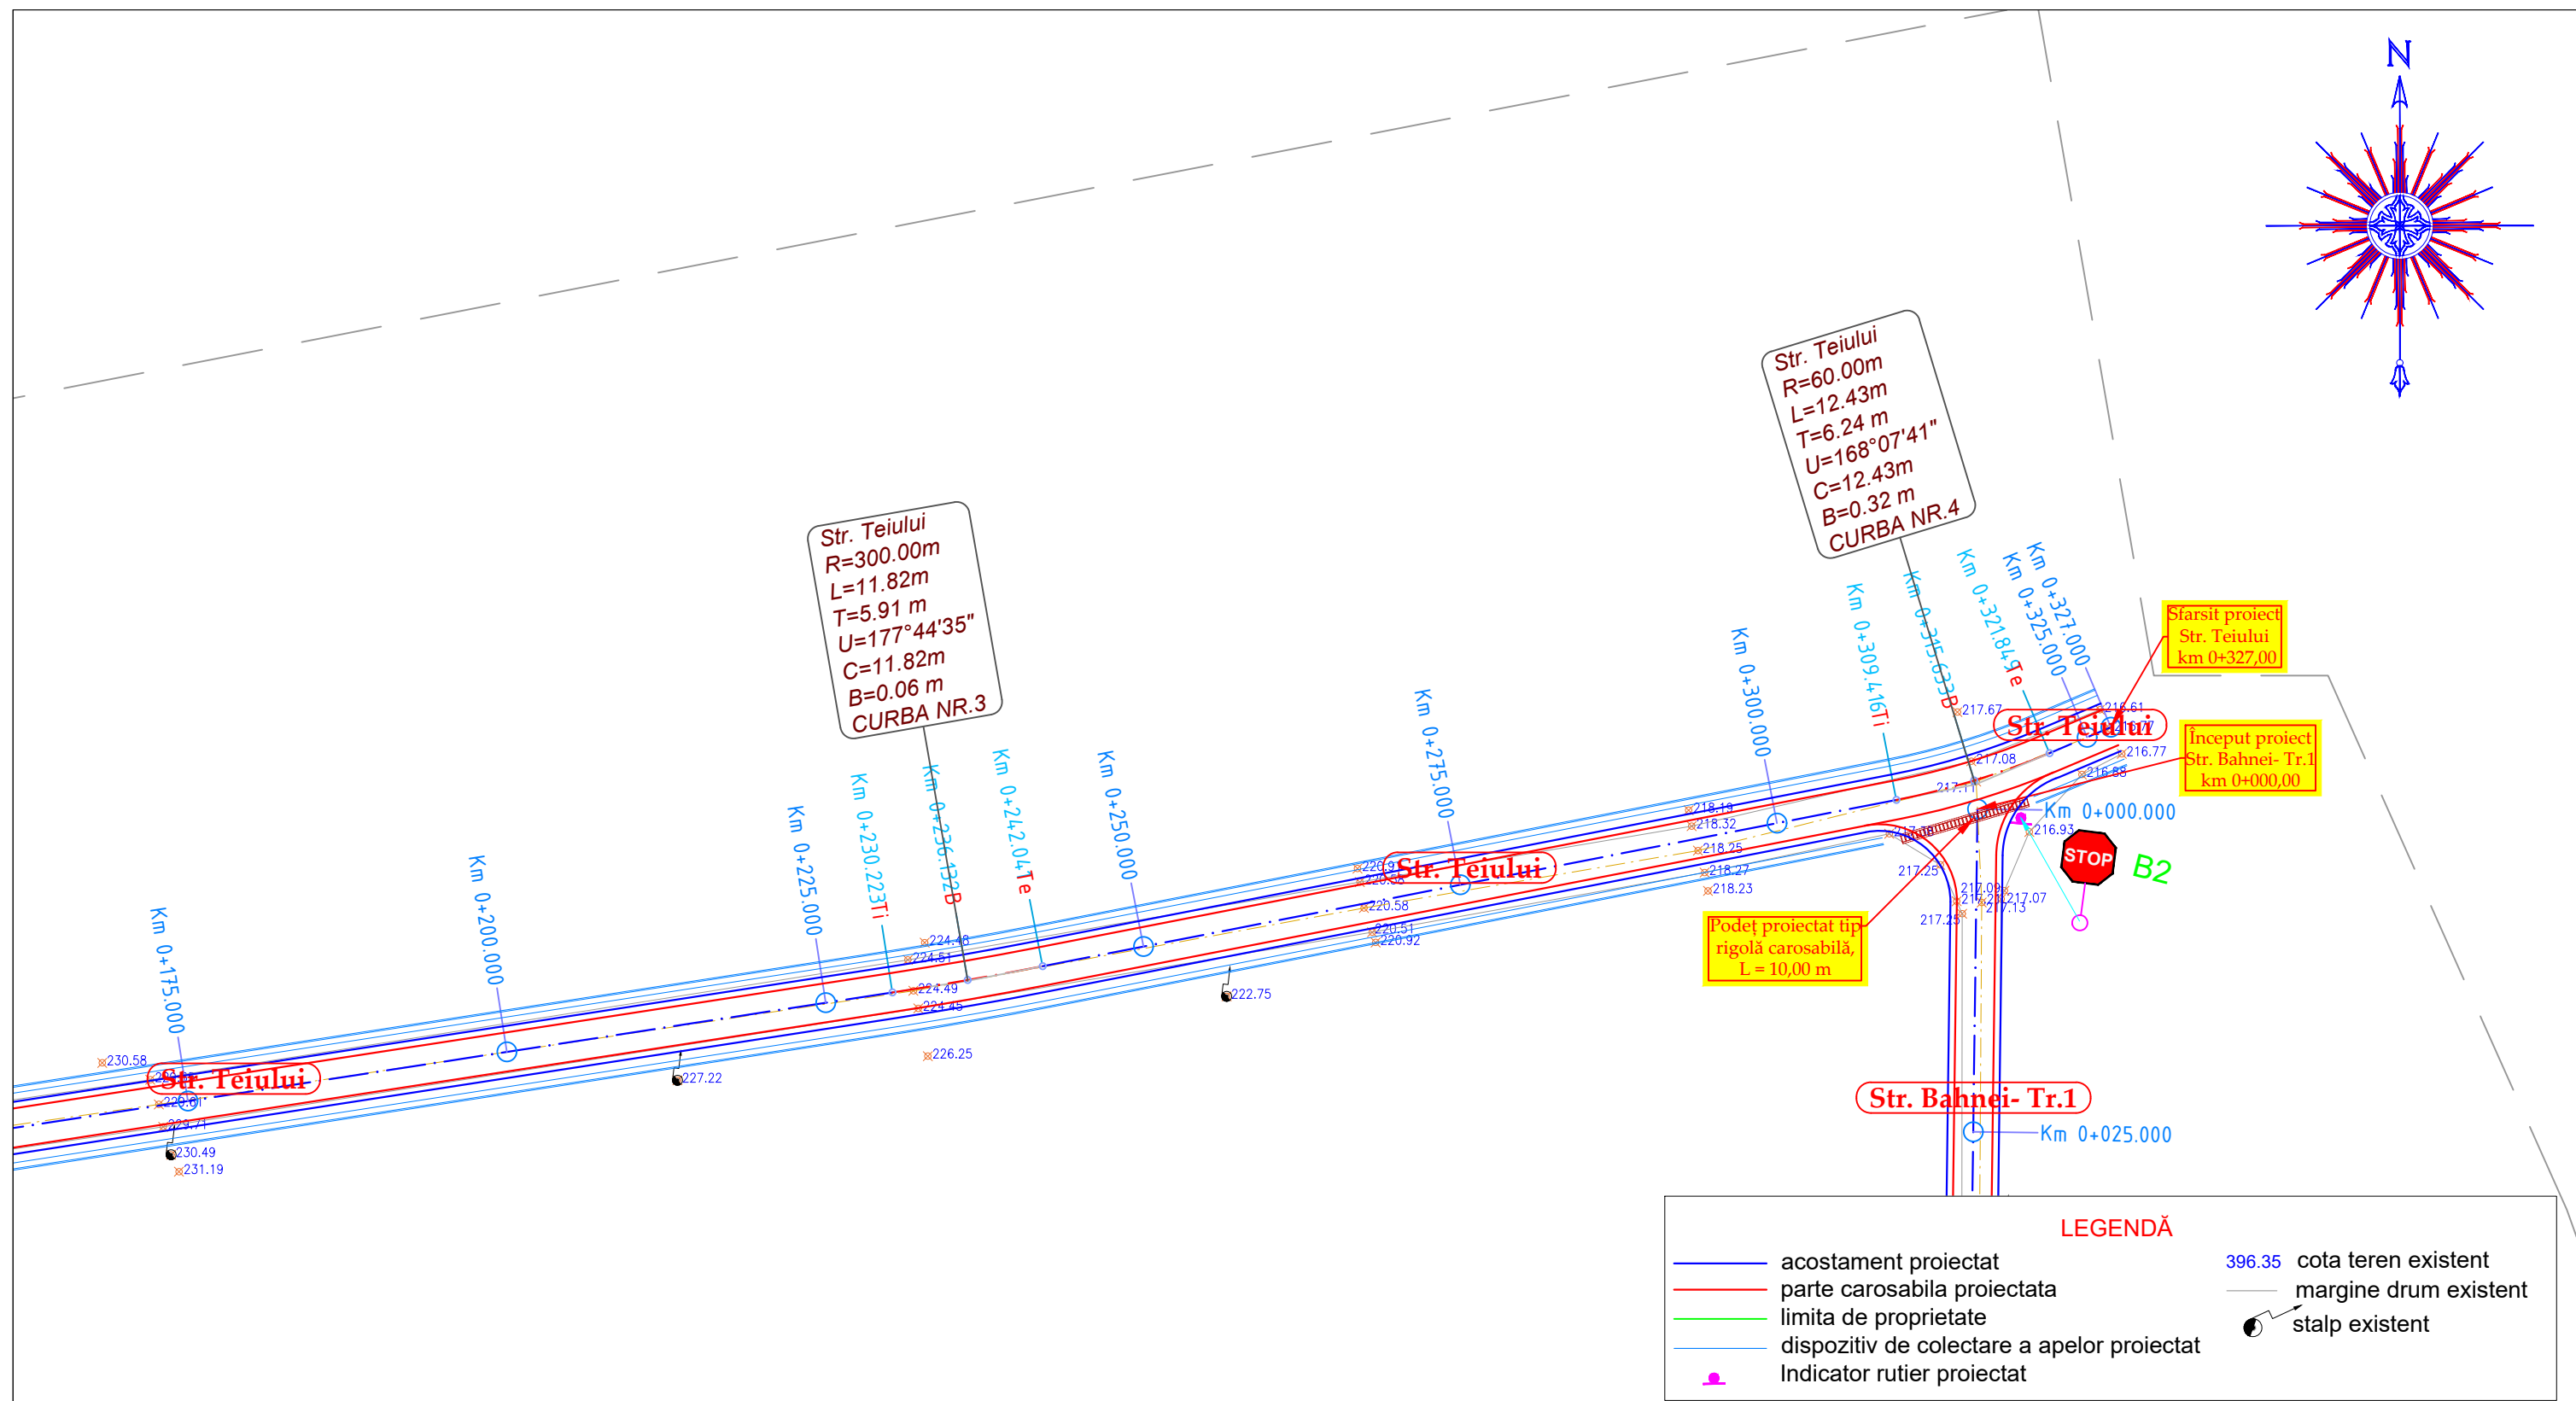 N
Str. Teiului
R=60.00m
L=12.43m
T=6.24 m
U=168°07'41"
C=12.43m
B=0.32 m
CURBA NR.4
Str. Teiului
R=300.00m
L=11.82m
T=5.91 m
U=177°44'35"
C=11.82m
B=0.06 m
CURBA NR.3
Km 0+175.000
Km 0+200.000
Km 0+225.000
Km 0+230.223Ti
Km 0+236.132B
Km 0+242.041Te
Km 0+250.000
Km 0+275.000
Km 0+300.000
Km 0+309.416Ti
Km 0+315.633B
Km 0+321.849Te
Km 0+325.000
Km 0+327.000
Sfarsit proiect
Str. Teiului
km 0+327,00
Început proiect
Str. Bahnei- Tr.1
km 0+000,00
Podeț proiectat tip
rigolă carosabilă,
L = 10,00 m
Str. Teiului
Str. Teiului
Str. Teiului
Str. Bahnei- Tr.1
Km 0+000.000
Km 0+025.000
STOP
B2
217.67
216.61
217.08
216.77
216.88
217.11
216.93
218.19
218.32
218.25
218.27
218.23
217.25
217.09
217.07
217.13
217.25
220.58
220.51
220.92
224.48
224.51
224.49
224.45
222.75
226.25
227.22
230.58
229.71
230.49
231.19
LEGENDĂ
acostament proiectat
parte carosabila proiectata
limita de proprietate
dispozitiv de colectare a apelor proiectat
Indicator rutier proiectat
396.35 cota teren existent
margine drum existent
stalp existent